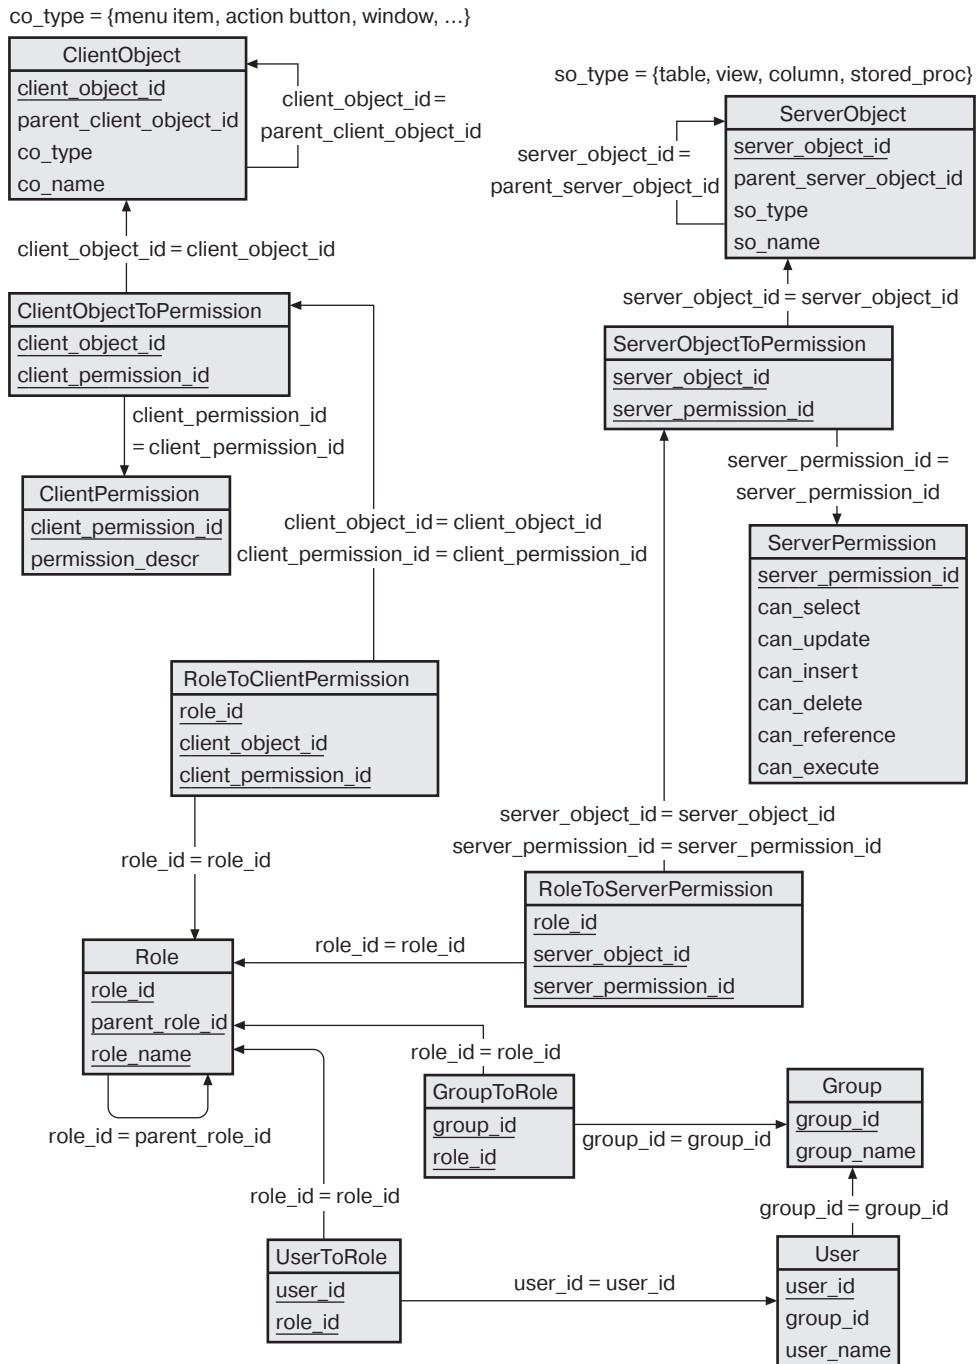 co_type = {menu item, action button, window, ...}
ClientObject
client_object_id
parent_client_object_id
co_type
co_name
client_object_id =
parent_client_object_id
so_type = {table, view, column, stored_proc}
ServerObject
server_object_id
parent_server_object_id
so_type
so_name
server_object_id =
parent_server_object_id
client_object_id = client_object_id
server_object_id = server_object_id
ClientObjectToPermission
client_object_id
client_permission_id
ServerObjectToPermission
server_object_id
server_permission_id
client_permission_id
= client_permission_id
server_permission_id =
server_permission_id
ClientPermission
client_permission_id
permission_descr
client_object_id = client_object_id
client_permission_id = client_permission_id
ServerPermission
server_permission_id
can_select
can_update
can_insert
can_delete
can_reference
can_execute
RoleToClientPermission
role_id
client_object_id
client_permission_id
server_object_id = server_object_id
server_permission_id = server_permission_id
role_id = role_id
RoleToServerPermission
role_id
server_object_id
server_permission_id
role_id = role_id
Role
role_id
parent_role_id
role_name
role_id = parent_role_id
role_id = role_id
GroupToRole
group_id
role_id
group_id = group_id
Group
group_id
group_name
role_id = role_id
group_id = group_id
UserToRole
user_id
role_id
user_id = user_id
User
user_id
group_id
user_name